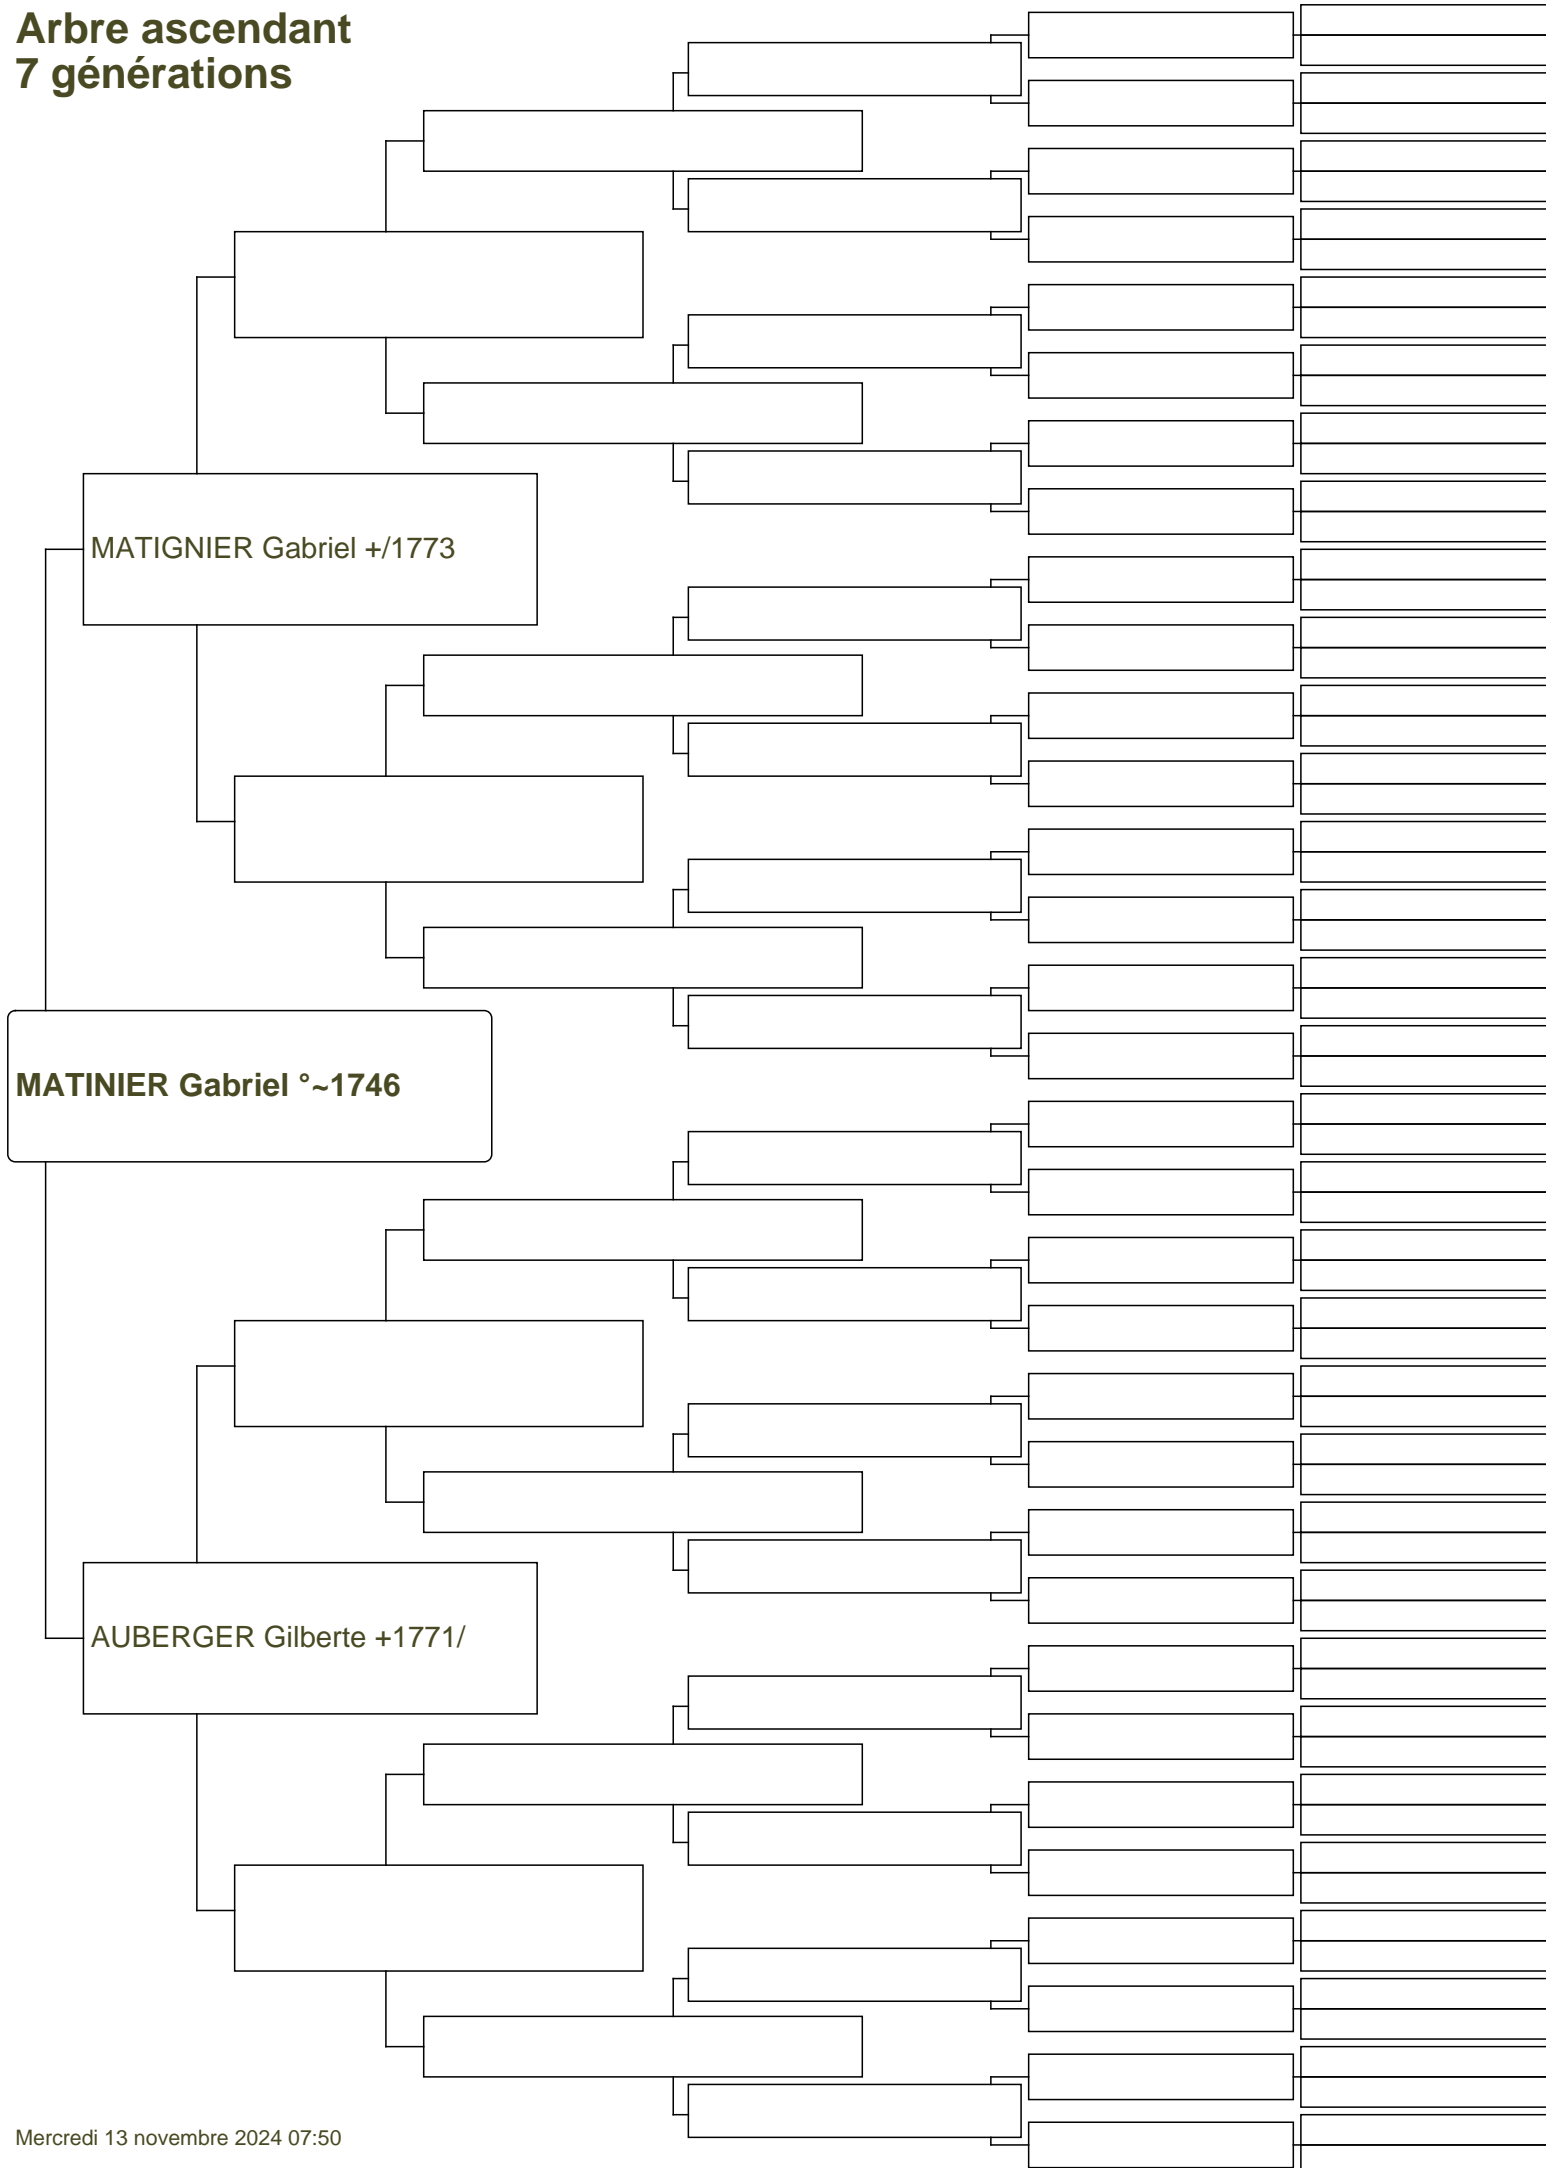 Arbre ascendant
7 générations
MATIGNIER Gabriel +/1773
MATINIER Gabriel °~1746
AUBERGER Gilberte +1771/
Mercredi 13 novembre 2024 07:50